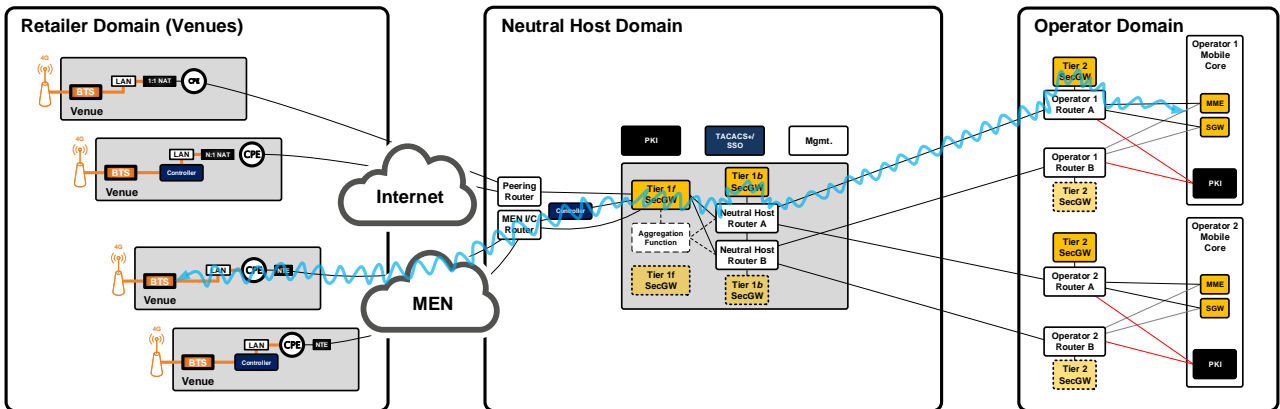 Retailer Domain (Venues)
4G
BTS
LAN
1:1 NAT
CPE
Venue
4G
BTS
Controller
LAN
N:1 NAT
CPE
Venue
4G
BTS
LAN
CPE
NTE
Venue
4G
BTS
Controller
LAN
CPE
NTE
Venue
Internet
MEN
Neutral Host Domain
Peering
Router
MEN I/C
Router
Controller
PKI
TACACS+/
SSO
Mgmt.
Tier 1f
SecGW
Tier 1b
SecGW
Neutral Host
Router A
Aggregation
Function
Neutral Host
Router B
Tier 1f
SecGW
Tier 1b
SecGW
Operator Domain
Tier 2
SecGW
Operator 1
Router A
Operator 1
Router B
Tier 2
SecGW
Operator 1
Mobile
Core
MME
SGW
PKI
Tier 2
SecGW
Operator 2
Router A
Operator 2
Router B
Tier 2
SecGW
Operator 2
Mobile
Core
MME
SGW
PKI